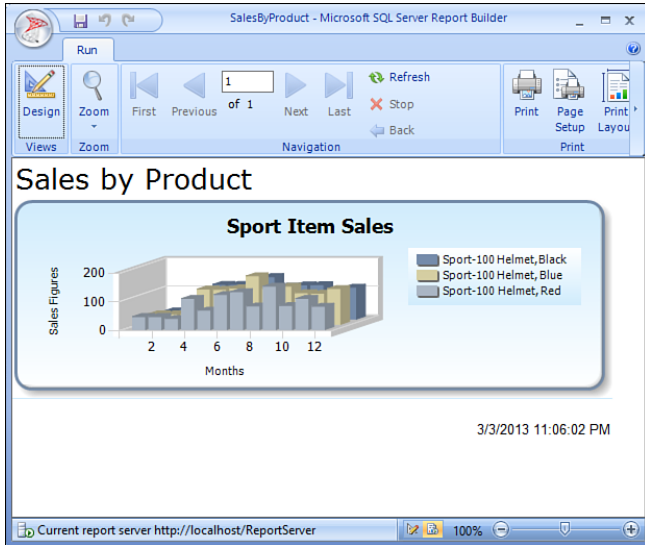 SalesByProduct - Microsoft SQL Server Report Builder
Run
Design
Zoom
First
Previous
1
of 1
Next
Last
Refresh
Stop
Back
Print
Page
Setup
Print
Layou
Views
Zoom
Navigation
Print
Sales by Product
Sport Item Sales
Sales Figures
200
100
0
2 4 6 8 10 12
Months
Sport-100 Helmet, Black
Sport-100 Helmet, Blue
Sport-100 Helmet, Red
3/3/2013 11:06:02 PM
Current report server http://localhost/ReportServer
100%